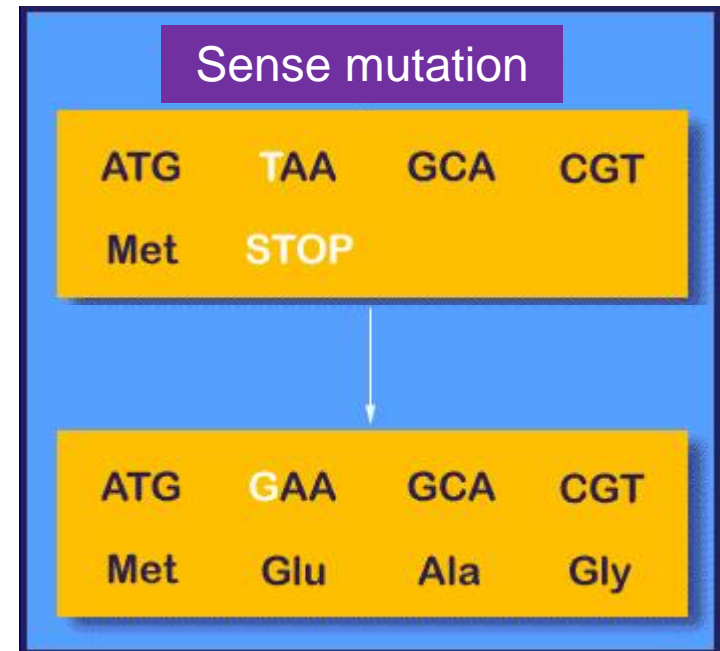 Sense mutation
ATG TAA GCA CGT
Met STOP
ATG GAA GCA CGT
Met Glu Ala Gly